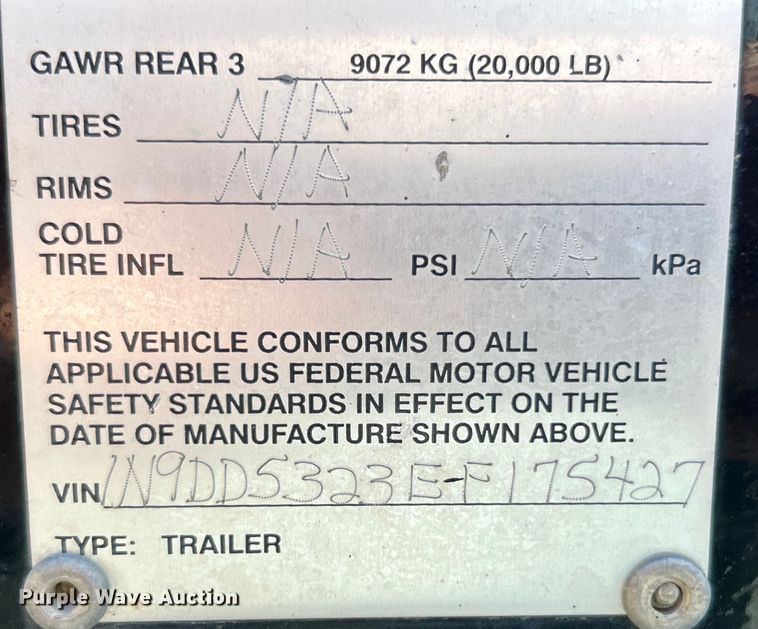 GAWR REAR 3 9072 KG (20,000 LB)
TIRES N/A
RIMS N/A
COLD
TIRE INFL N/A PSI N/A kPa
THIS VEHICLE CONFORMS TO ALL
APPLICABLE US FEDERAL MOTOR VEHICLE
SAFETY STANDARDS IN EFFECT ON THE
DATE OF MANUFACTURE SHOWN ABOVE.
VIN 1N9DD5323E-F175427
TYPE: TRAILER
Purple Wave Auction